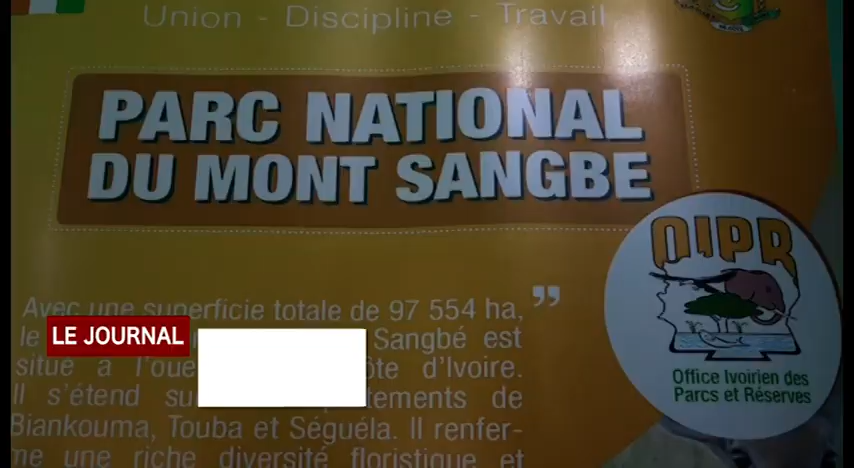 Union - Discipline - Travail
PARC NATIONAL
DU MONT SANGBE
OIPR
Office Ivoirien des
Parcs et Réserves
Avec une superficie totale de 97 554 ha, ”
le Sangbé est
LE JOURNAL
situé à d'Ivoire.
Il s'étend de
Biankouma, Touba et Séguéla. Il renfer-
me une riche diversité floristique et